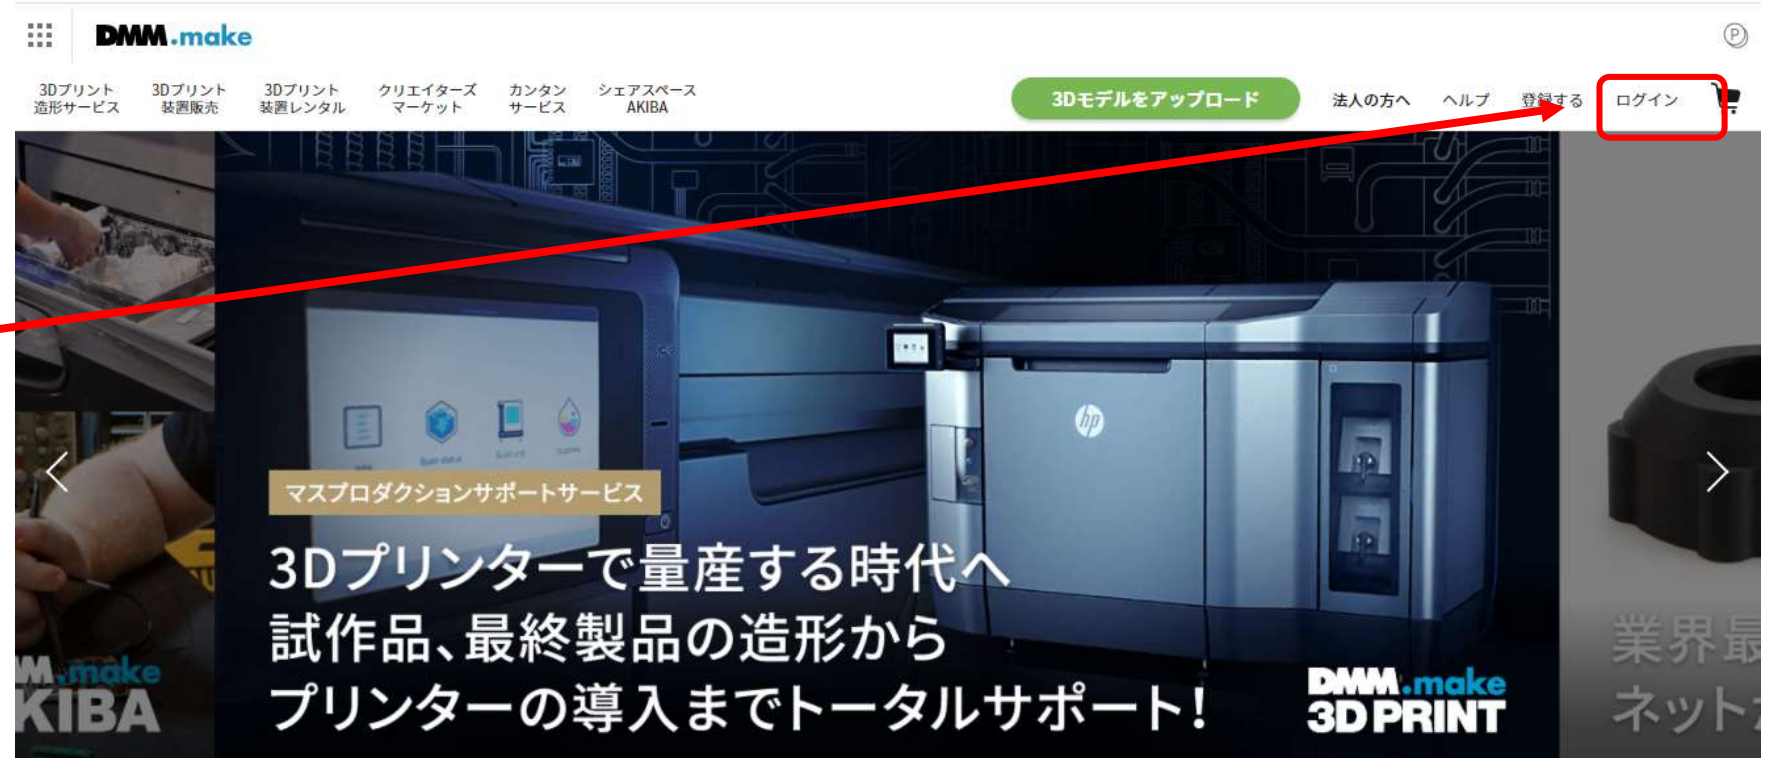 DMM.make
P
3Dプリント
造形サービス
3Dプリント
装置販売
3Dプリント
装置レンタル
クリエイターズ
マーケット
カンタン
サービス
シェアスペース
AKIBA
3Dモデルをアップロード
法人の方へ
ヘルプ
登録する
ログイン
hp
マスプロダクションサポートサービス
3Dプリンターで量産する時代へ
試作品、最終製品の造形から
プリンターの導入までトータルサポート!
DMM.make
3D PRINT
M.make
KIBA
業界最
ネット